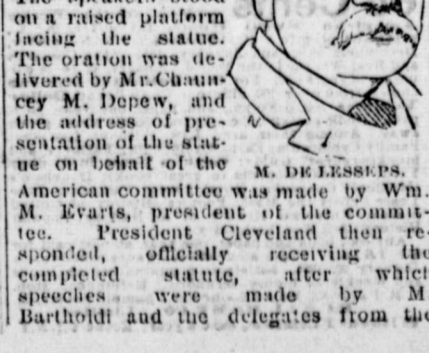 The speakers stood
on a raised platform
facing the statue.
The oration was de-
livered by Mr. Chaun-
cey M. Depew, and
the address of pre-
sentation of the stat-
ue on behalf of the
M. DE LESSEPS.
American committee was made by Wm.
M. Evarts, president of the commit-
tee. President Cleveland then re-
sponded, officially receiving the
completed statute, after which
speeches were made by M
Bartholdi and the delegates from the